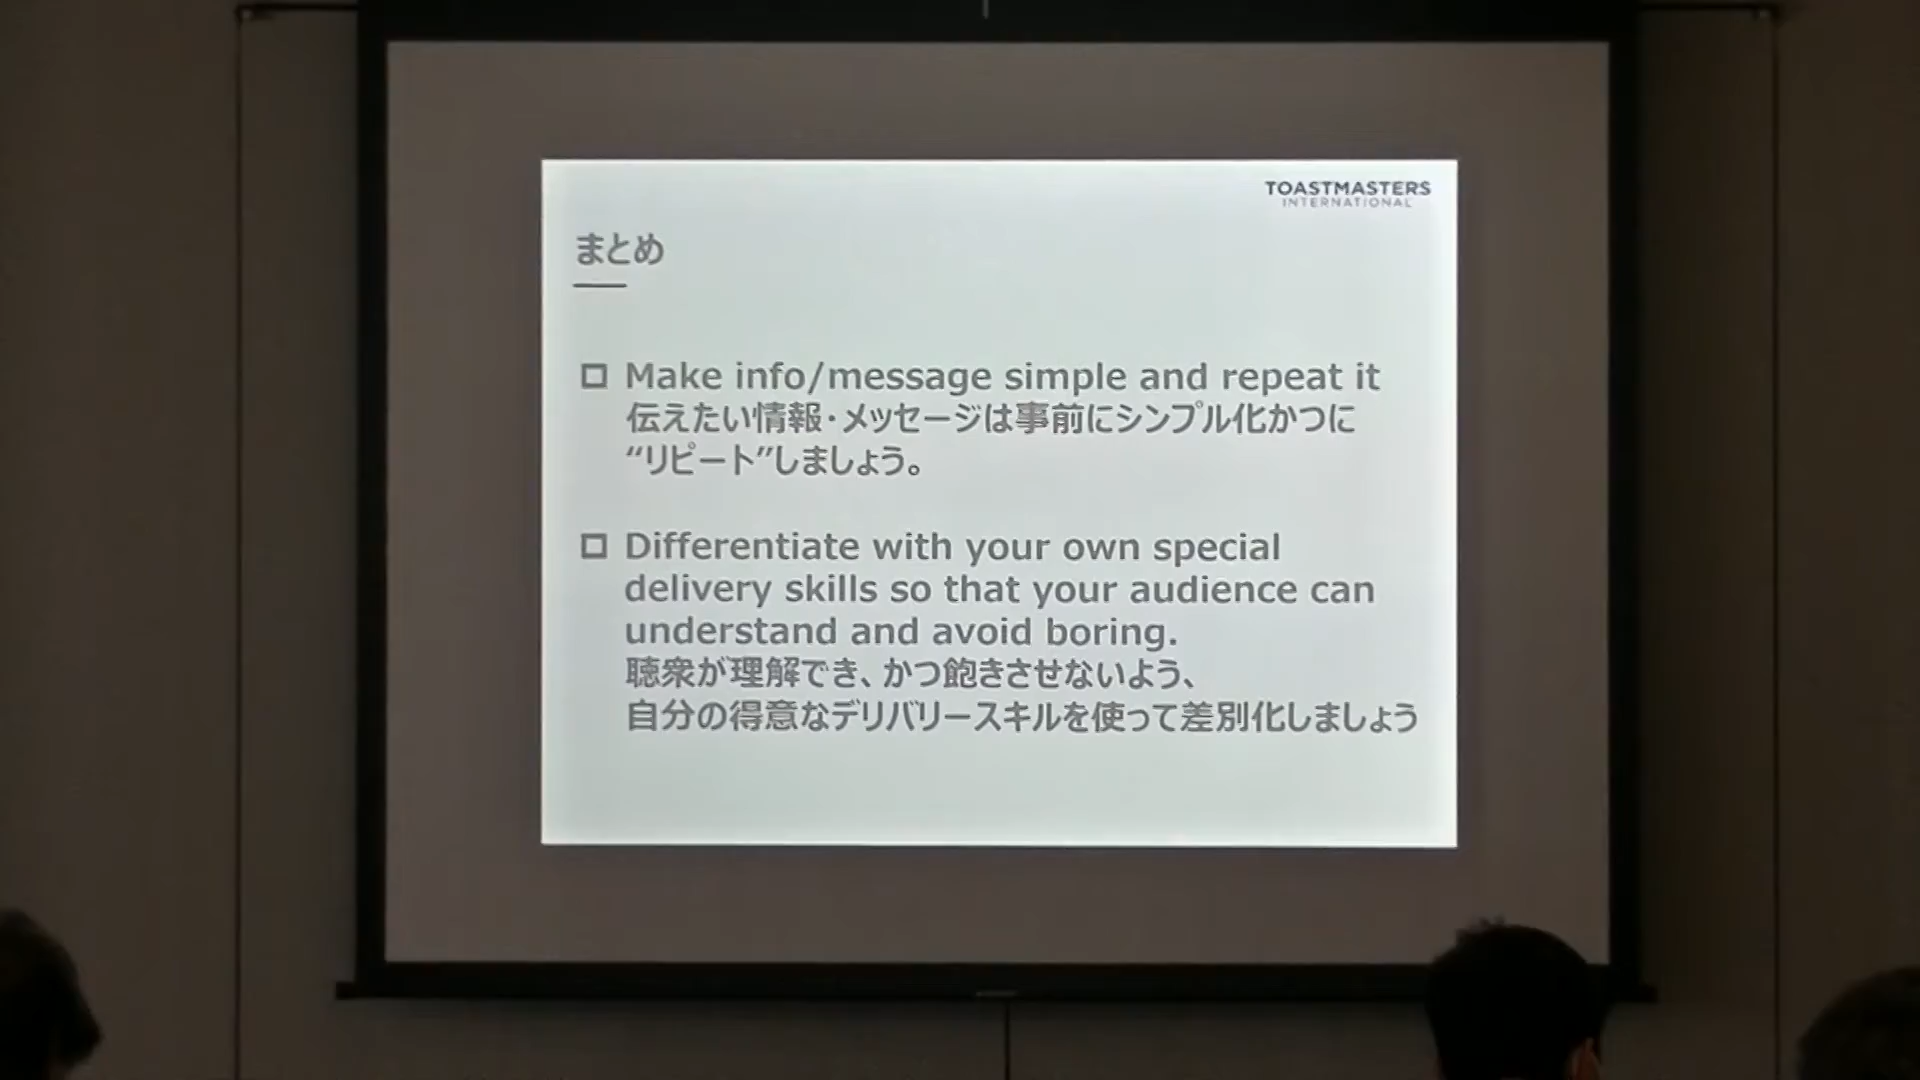 TOASTMASTERS
INTERNATIONAL
まとめ
Make info/message simple and repeat it
伝えたい情報・メッセージは事前にシンプル化かつに
“リピート”しましょう。
Differentiate with your own special
delivery skills so that your audience can
understand and avoid boring.
聴衆が理解でき、かつ飽きさせないよう、
自分の得意なデリバリースキルを使って差別化しましょう